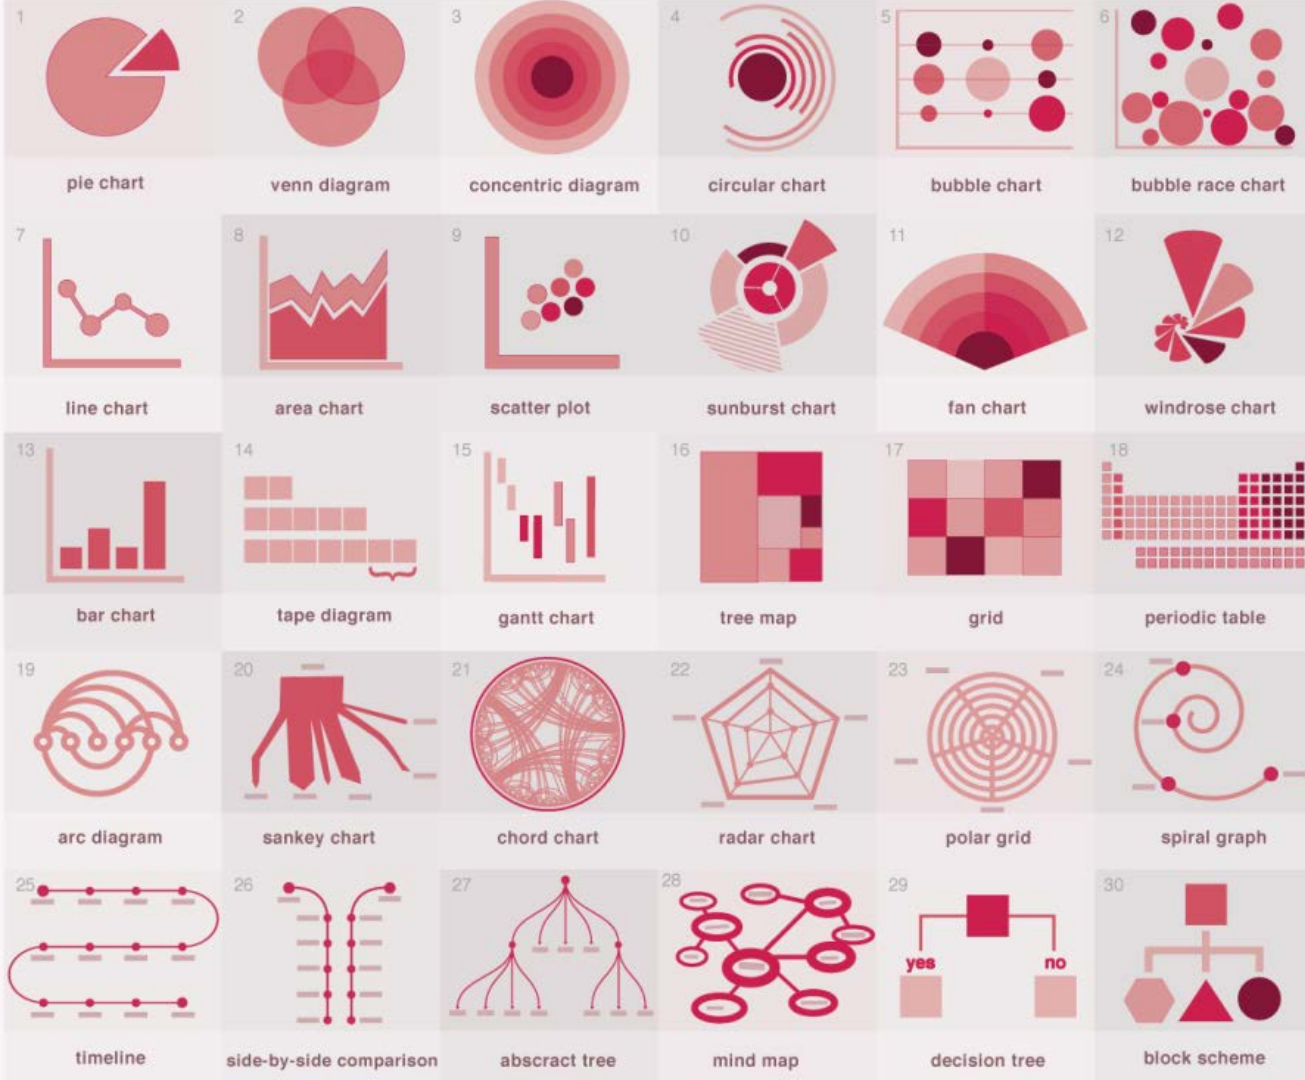 1 2 3 4 5 6
pie chart venn diagram concentric diagram circular chart bubble chart bubble race chart
7 8 9 10 11 12
line chart area chart scatter plot sunburst chart fan chart windrose chart
13 14 15 16 17 18
bar chart tape diagram gantt chart tree map grid periodic table
19 20 21 22 23 24
arc diagram sankey chart chord chart radar chart polar grid spiral graph
25 26 27 28 29 30
yes no
timeline side-by-side comparison abscract tree mind map decision tree block scheme